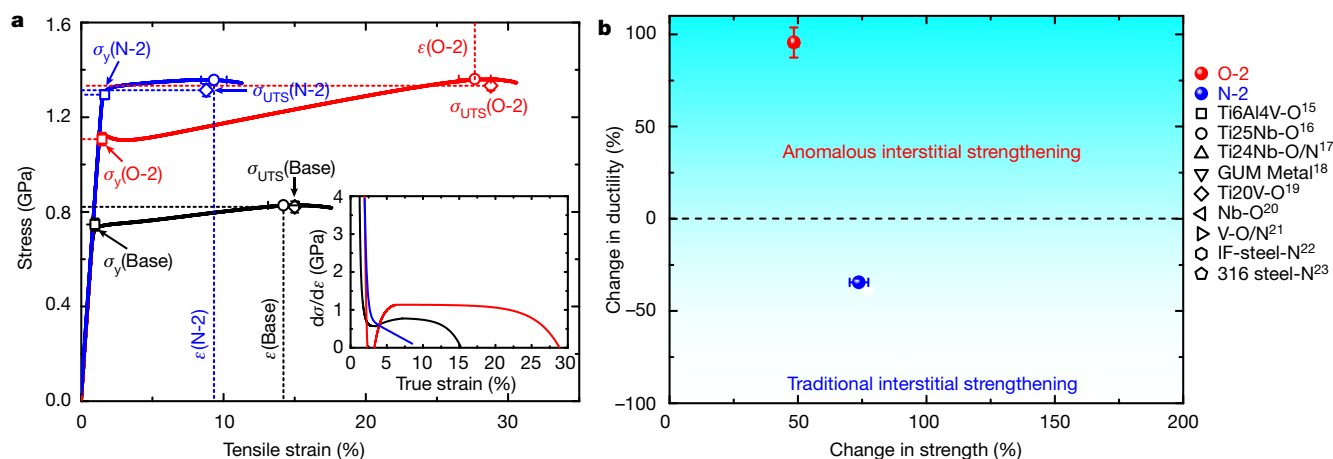 a
1.6
1.2
0.8
0.4
0.0
Stress (GPa)
0
10
20
30
Tensile strain (%)
σy(N-2)
σUTS(N-2)
ε(O-2)
σUTS(O-2)
σy(O-2)
σUTS(Base)
σy(Base)
ε(N-2)
ε(Base)
4
3
2
1
0
dσ/dε (GPa)
0 5 10 15 20 25 30
True strain (%)
b
100
50
0
−50
−100
Change in ductility (%)
Anomalous interstitial strengthening
Traditional interstitial strengthening
0 50 100 150 200
Change in strength (%)
O-2
N-2
Ti6Al4V-O15
Ti25Nb-O16
Ti24Nb-O/N17
GUM Metal18
Ti20V-O19
Nb-O20
V-O/N21
IF-steel-N22
316 steel-N23